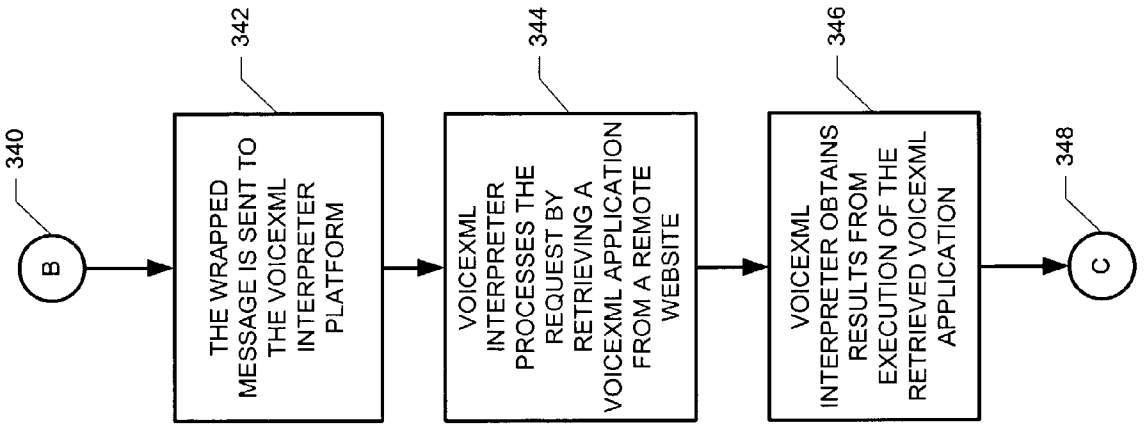 B
340
THE WRAPPED
MESSAGE IS SENT TO
THE VOICEXML
INTERPRETER
PLATFORM
342
VOICEXML
INTERPRETER
PROCESSES THE
REQUEST BY
RETRIEVING A
VOICEXML APPLICATION
FROM A REMOTE
WEBSITE
344
VOICEXML
INTERPRETER OBTAINS
RESULTS FROM
EXECUTION OF THE
RETRIEVED VOICEXML
APPLICATION
346
C
348